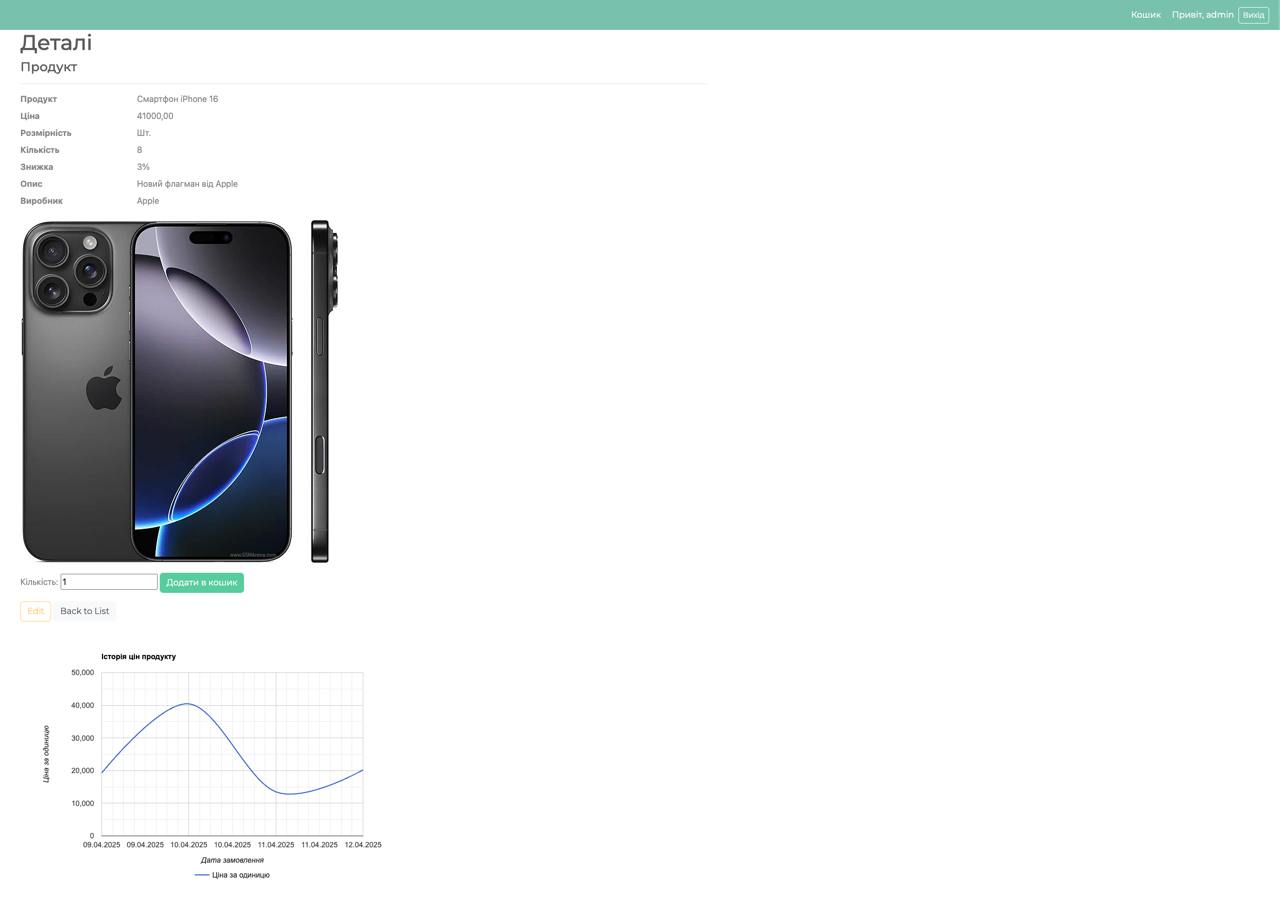 Кошик Привіт, admin Вихід
Деталі
Продукт
Продукт Смартфон iPhone 16
Ціна 41000,00
Розмірність Шт.
Кількість 8
Знижка 3%
Опис Новий флагман від Apple
Виробник Apple
www.GSMArena.com
Кількість: 1 Додати в кошик
Edit Back to List
Історія цін продукту
50,000
40,000
30,000
20,000
10,000
0
Ціна за одиницю
09.04.2025 09.04.2025 10.04.2025 10.04.2025 11.04.2025 11.04.2025 12.04.2025
Дата замовлення
Ціна за одиницю